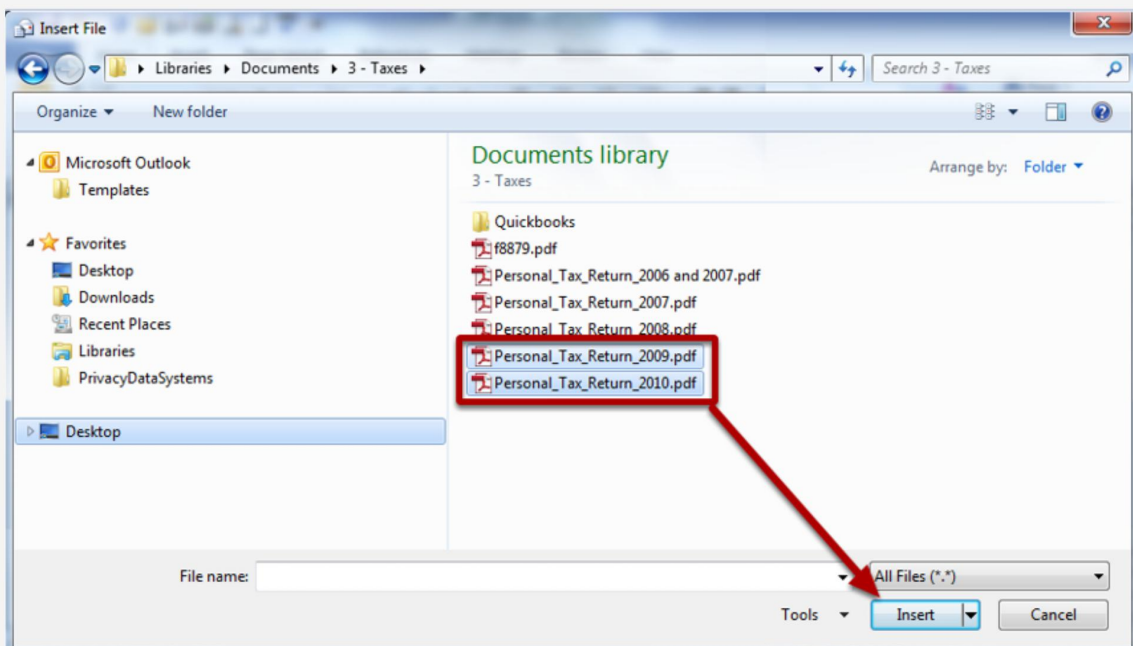 Insert File
Libraries Documents 3 - Taxes
Search 3 - Taxes
Organize New folder
Microsoft Outlook
Templates
Favorites
Desktop
Downloads
Recent Places
Libraries
PrivacyDataSystems
Desktop
Documents library
3 - Taxes
Arrange by: Folder
Quickbooks
f8879.pdf
Personal_Tax_Return_2006 and 2007.pdf
Personal_Tax_Return_2007.pdf
Personal_Tax_Return_2008.pdf
Personal_Tax_Return_2009.pdf
Personal_Tax_Return_2010.pdf
File name:
All Files (*.*)
Tools Insert Cancel